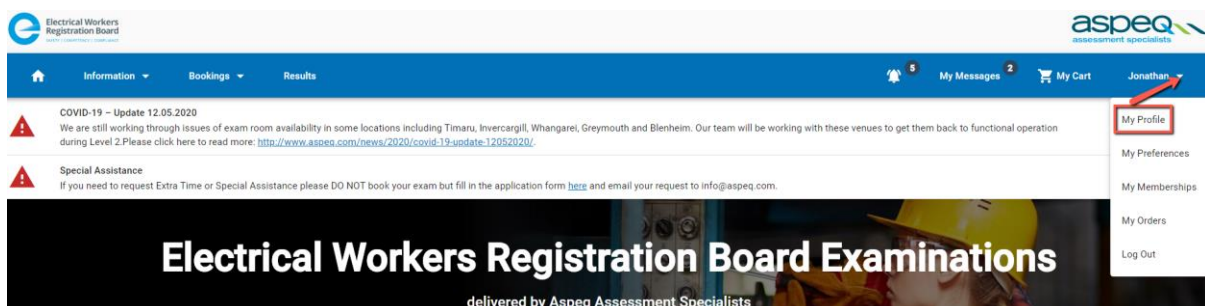 Electrical Workers
Registration Board
SAFETY | COMPETENCY | COMPLIANCE
aspeq
assessment specialists
Information
Bookings
Results
5
My Messages 2
My Cart
Jonathan
COVID-19 – Update 12.05.2020
We are still working through issues of exam room availability in some locations including Timaru, Invercargill, Whangarei, Greymouth and Blenheim. Our team will be working with these venues to get them back to functional operation
during Level 2.Please click here to read more: http://www.aspeq.com/news/2020/covid-19-update-12052020/.
Special Assistance
If you need to request Extra Time or Special Assistance please DO NOT book your exam but fill in the application form here and email your request to info@aspeq.com.
My Profile
My Preferences
My Memberships
My Orders
Log Out
Electrical Workers Registration Board Examinations
delivered by Aspeq Assessment Specialists